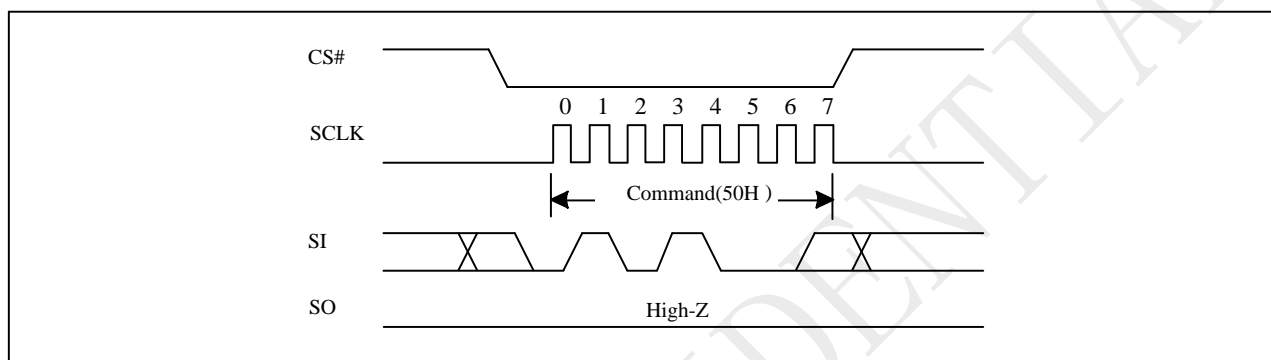 CS#
0 1 2 3 4 5 6 7
SCLK
Command(50H )
SI
SO High-Z